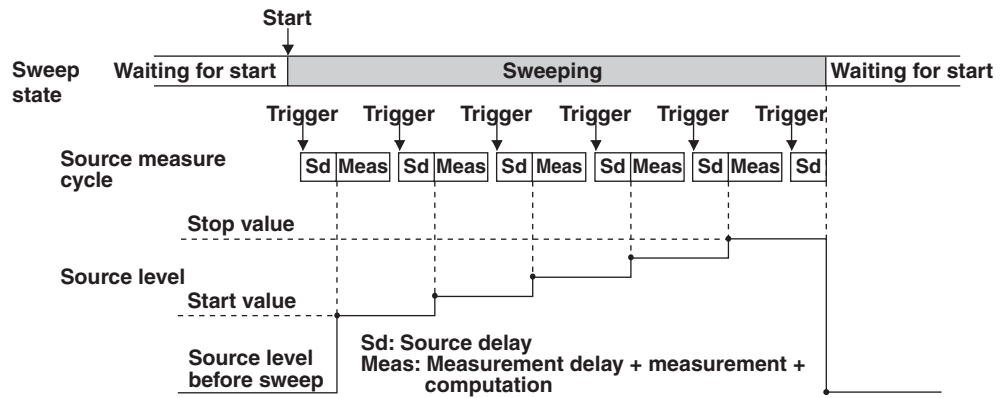 Start
Sweep state
Waiting for start
Sweeping
Waiting for start
Trigger Trigger Trigger Trigger Trigger Trigger
Source measure cycle
Sd Meas Sd Meas Sd Meas Sd Meas Sd Meas Sd
Stop value
Source level
Start value
Source level before sweep
Sd: Source delay
Meas: Measurement delay + measurement +
computation